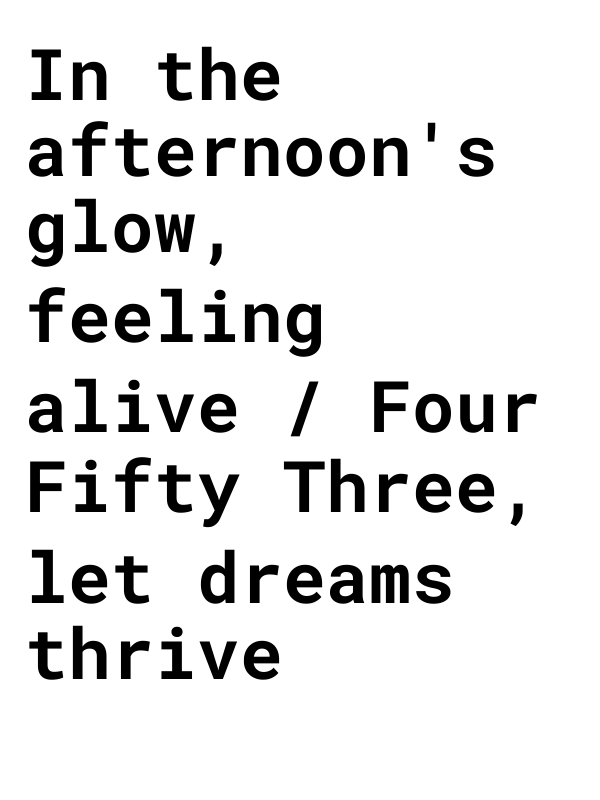 In the
afternoon's
glow,
feeling
alive / Four
Fifty Three,
let dreams
thrive